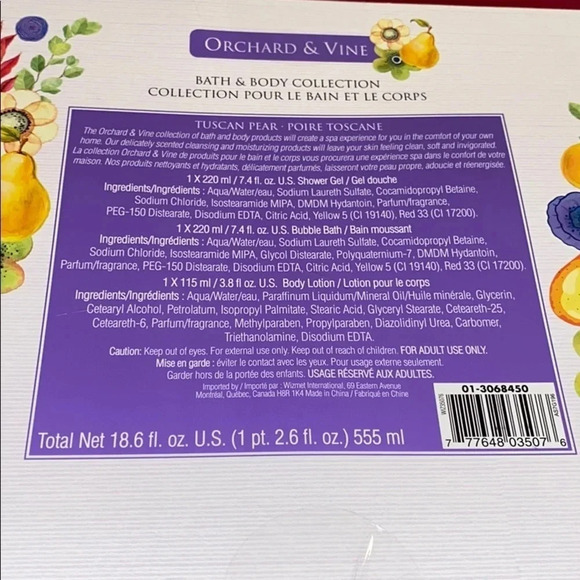 ORCHARD & VINE
BATH & BODY COLLECTION
COLLECTION POUR LE BAIN ET LE CORPS
TUSCAN PEAR · POIRE TOSCANE
The Orchard & Vine collection of bath and body products will create a spa experience for you in the comfort of your own
home. Our delicately scented cleansing and moisturizing products will leave your skin feeling clean, soft and invigorated.
La collection Orchard & Vine de produits pour le bain et le corps vous procurera une expérience spa dans le confort de votre
maison. Nos produits nettoyants et hydratants, délicatement parfumés, laisseront votre peau propre, adoucie et réenergisée.
1 X 220 ml / 7.4 fl. oz. U.S. Shower Gel / Gel douche
Ingredients/Ingrédients : Aqua/Water/eau, Sodium Laureth Sulfate, Cocamidopropyl Betaine,
Sodium Chloride, Isostearamide MIPA, DMDM Hydantoin, Parfum/fragrance,
PEG-150 Distearate, Disodium EDTA, Citric Acid, Yellow 5 (CI 19140), Red 33 (CI 17200).
1 X 220 ml / 7.4 fl. oz. U.S. Bubble Bath / Bain moussant
Ingredients/Ingrédients : Aqua/Water/eau, Sodium Laureth Sulfate, Cocamidopropyl Betaine,
Sodium Chloride, Isostearamide MIPA, Glycol Distearate, Polyquaternium-7, DMDM Hydantoin,
Parfum/fragrance, PEG-150 Distearate, Disodium EDTA, Citric Acid, Yellow 5 (CI 19140), Red 33 (CI 17200).
1 X 115 ml / 3.8 fl. oz. U.S. Body Lotion / Lotion pour le corps
Ingredients/Ingrédients : Aqua/Water/eau, Paraffinum Liquidum/Mineral Oil/Huile minérale, Glycerin,
Cetearyl Alcohol, Petrolatum, Isopropyl Palmitate, Stearic Acid, Glyceryl Stearate, Ceteareth-25,
Ceteareth-6, Parfum/fragrance, Methylparaben, Propylparaben, Diazolidinyl Urea, Carbomer,
Triethanolamine, Disodium EDTA.
Caution: Keep out of eyes. For external use only. Keep out of reach of children. FOR ADULT USE ONLY.
Mise en garde : éviter le contact avec les yeux. Pour usage externe seulement.
Garder hors de la portée des enfants. USAGE RÉSERVÉ AUX ADULTES.
Imported by / Importé par : Wizmet International, 69 Eastern Avenue
Montréal, Québec, Canada H8R 1K4 Made in China / Fabriqué en Chine
01-3068450
7 77648 03507 6
Total Net 18.6 fl. oz. U.S. (1 pt. 2.6 fl. oz.) 555 ml